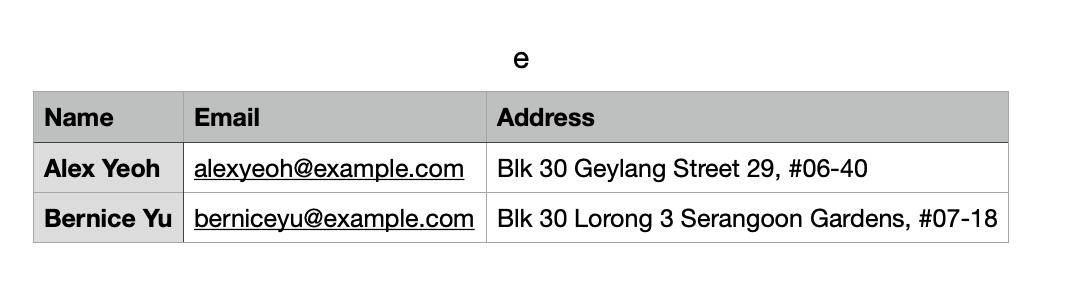 e
Name Email Address
Alex Yeoh alexyeoh@example.com Blk 30 Geylang Street 29, #06-40
Bernice Yu berniceyu@example.com Blk 30 Lorong 3 Serangoon Gardens, #07-18